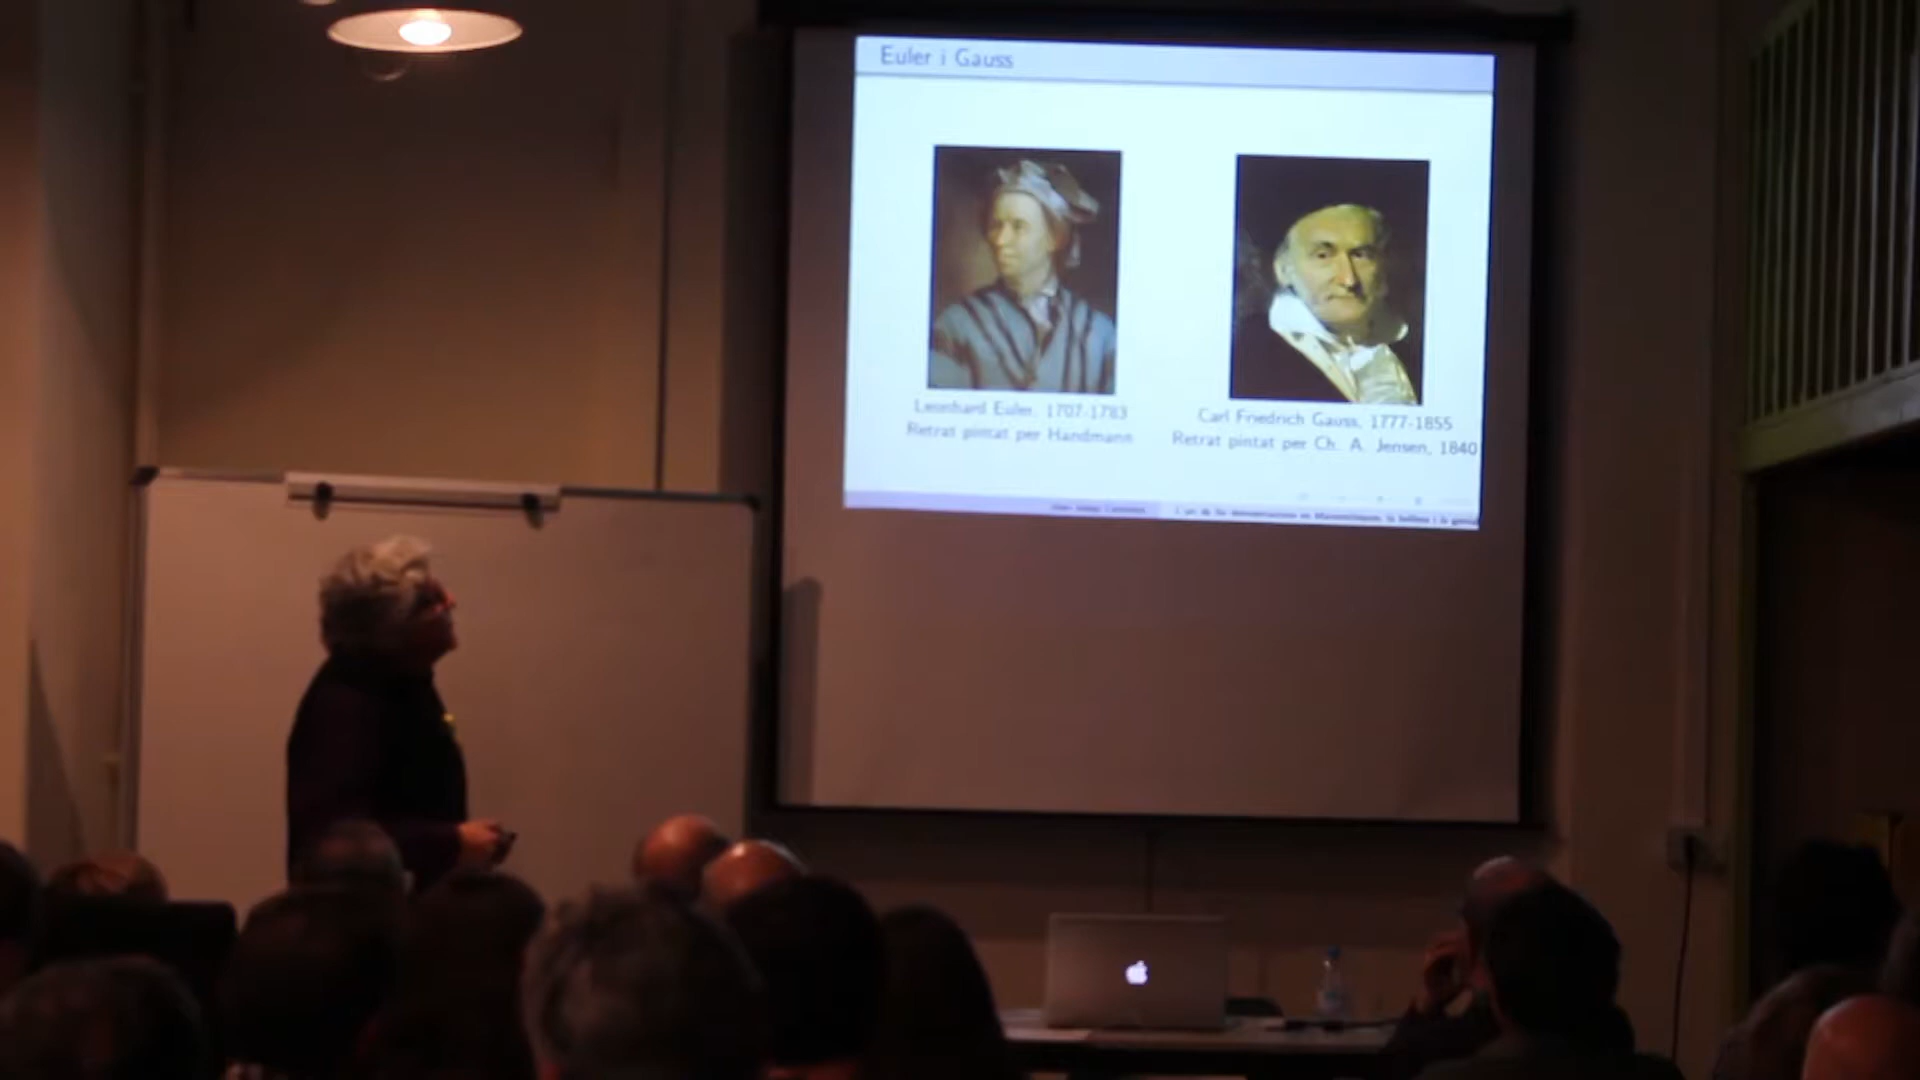 Euler i Gauss
Leonhard Euler, 1707-1783
Retrat pintat per Handmann
Carl Friedrich Gauss, 1777-1855
Retrat pintat per Ch. A. Jensen, 1840